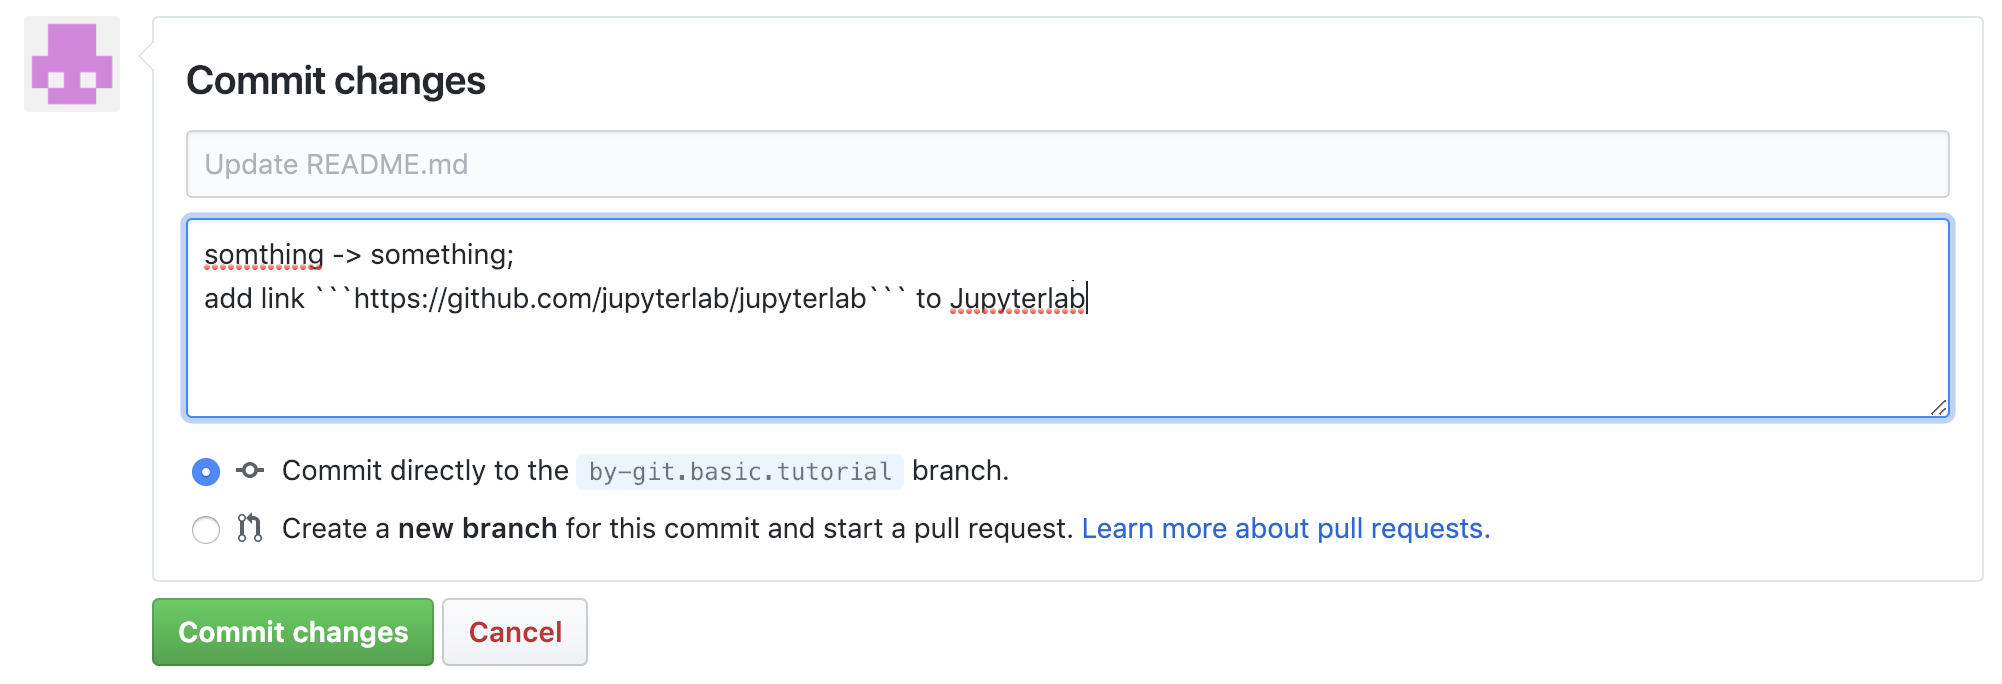 Commit changes
Update README.md
somthing -> something;
add link ```https://github.com/jupyterlab/jupyterlab``` to Jupyterlab
Commit directly to the by-git.basic.tutorial branch.
Create a new branch for this commit and start a pull request. Learn more about pull requests.
Commit changes Cancel